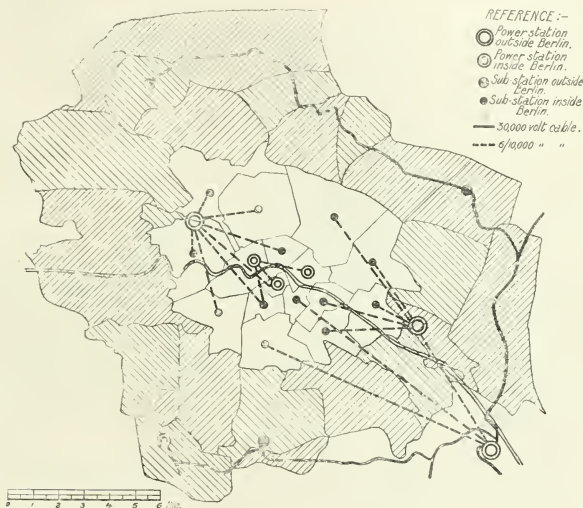 REFERENCE:-
Power station
outside Berlin.
Power station
inside Berlin.
Sub station outside
Berlin.
Sub-station inside
Berlin.
30,000 volt cable.
6/10,000 " "
0 1 2 3 4 5 6